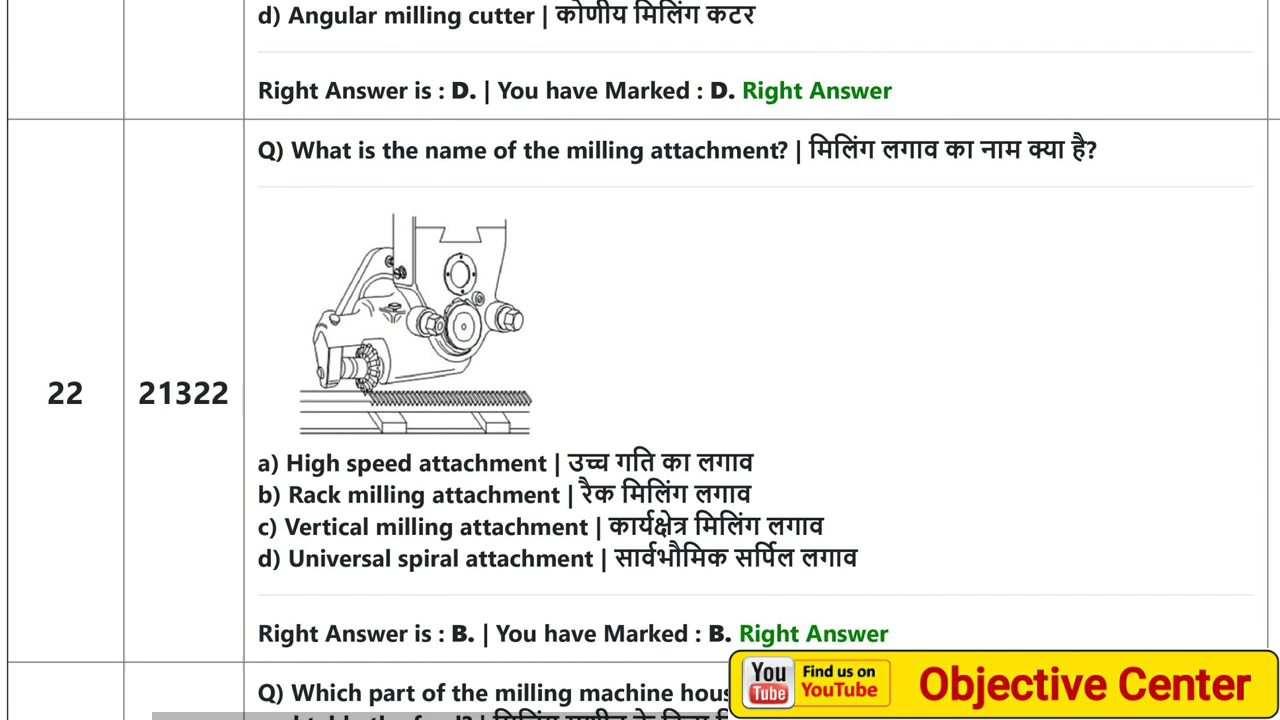 d) Angular milling cutter | कोणीय मिलिंग कटर
Right Answer is : D. | You have Marked : D. Right Answer
22
21322
Q) What is the name of the milling attachment? | मिलिंग लगाव का नाम क्या है?
a) High speed attachment | उच्च गति का लगाव
b) Rack milling attachment | रैक मिलिंग लगाव
c) Vertical milling attachment | कार्यक्षेत्र मिलिंग लगाव
d) Universal spiral attachment | सार्वभौमिक सर्पिल लगाव
Right Answer is : B. | You have Marked : B. Right Answer
Q) Which part of the milling machine
You Tube
Find us on
YouTube
Objective Center